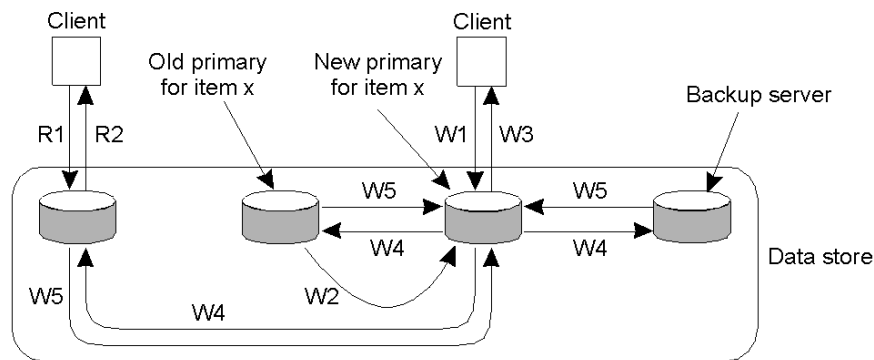 Client
Client
Old primary
for item x
New primary
for item x
Backup server
R1
R2
W1
W3
W5
W5
W4
W4
Data store
W5
W4
W2